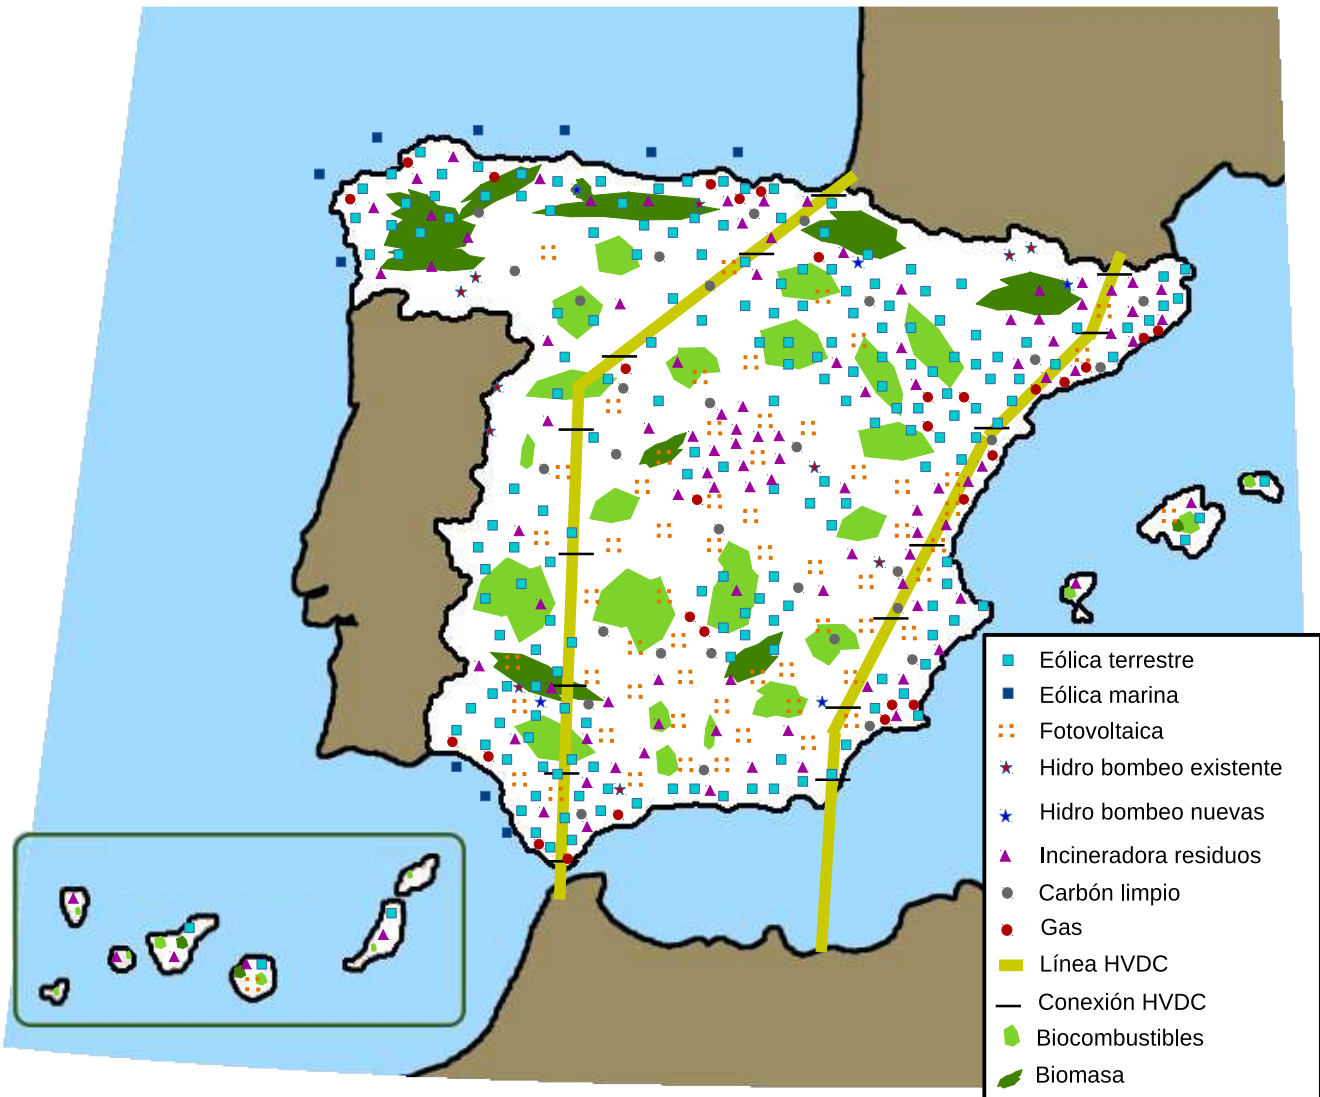 Eólica terrestre
Eólica marina
Fotovoltaica
Hidro bombeo existente
Hidro bombeo nuevas
Incineradora residuos
Carbón limpio
Gas
Línea HVDC
Conexión HVDC
Biocombustibles
Biomasa